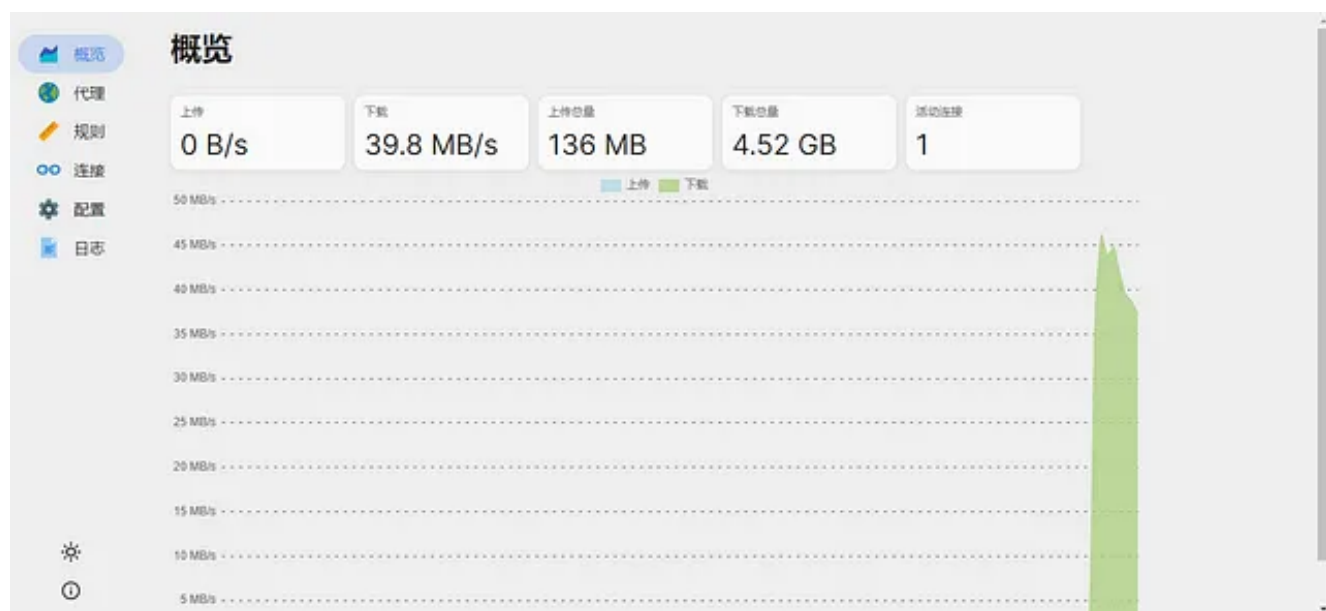 概览
代理
规则
连接
配置
日志
概览
上传
0 B/s
下载
39.8 MB/s
上传总量
136 MB
下载总量
4.52 GB
活动连接
1
上传 下载
50 MB/s
45 MB/s
40 MB/s
35 MB/s
30 MB/s
25 MB/s
20 MB/s
15 MB/s
10 MB/s
5 MB/s